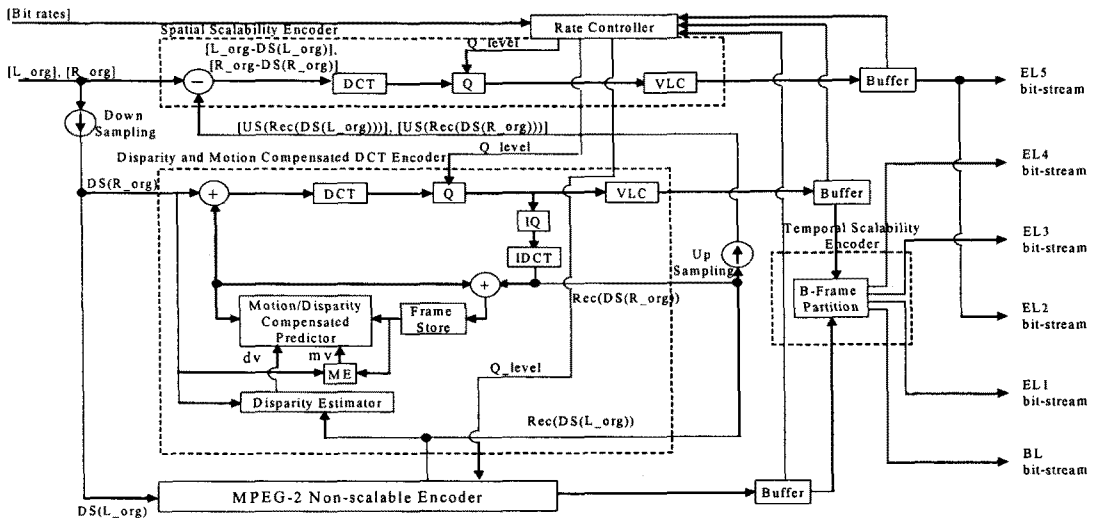 [Bit rates]
Rate Controller
Spatial Scalability Encoder
Q_level
[L_org-DS(L_org)],
[R_org-DS(R_org)]
[L_org], [R_org]
−
DCT
Q
VLC
Buffer
EL5
bit-stream
Down
Sampling
[US(Rec(DS(L_org)))], [US(Rec(DS(R_org)))]
Q_level
Disparity and Motion Compensated DCT Encoder
EL4
bit-stream
DS(R_org)
+
DCT
Q
VLC
Buffer
IQ
Temporal Scalability
Encoder
EL3
bit-stream
IDCT
Up
Sampling
+
Rec(DS(R_org))
B-Frame
Partition
Motion/Disparity
Compensated
Predictor
Frame
Store
EL2
bit-stream
dv
mv
ME
Q_level
Disparity Estimator
EL1
bit-stream
Rec(DS(L_org))
BL
bit-stream
MPEG-2 Non-scalable Encoder
Buffer
DS(L_org)